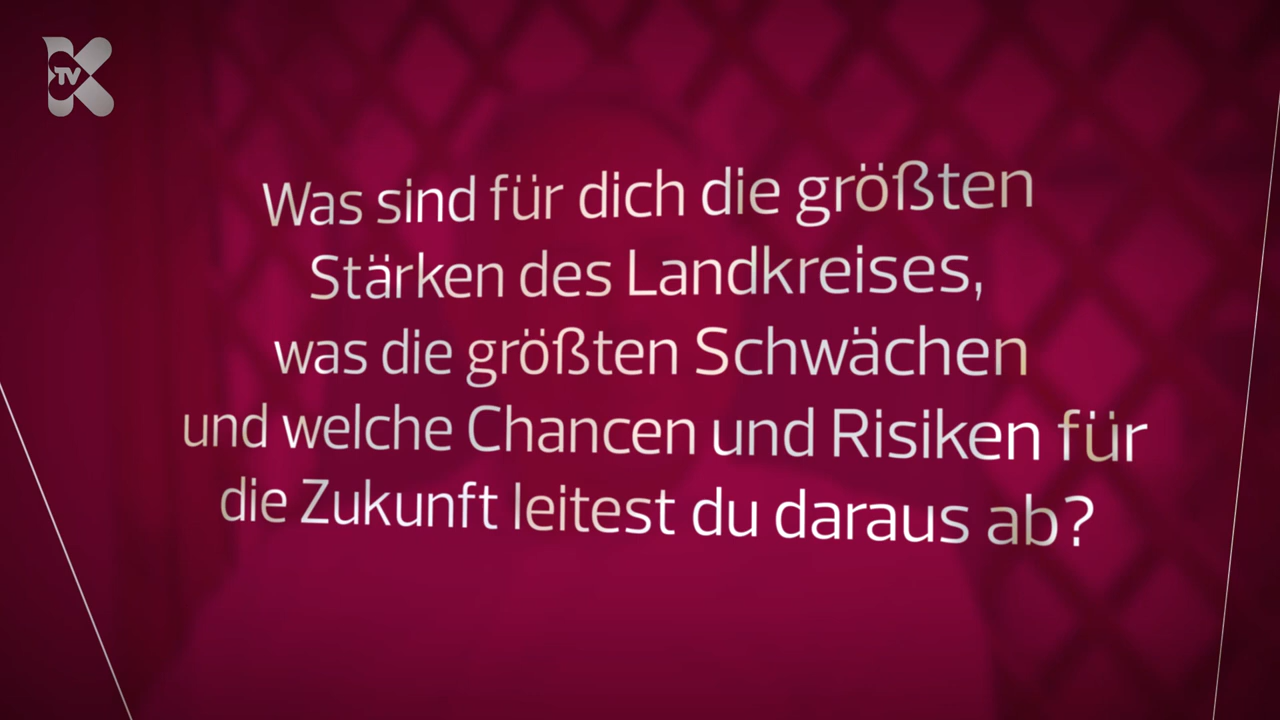 TV K
Was sind für dich die größten
Stärken des Landkreises,
was die größten Schwächen
und welche Chancen und Risiken für
die Zukunft leitest du daraus ab?